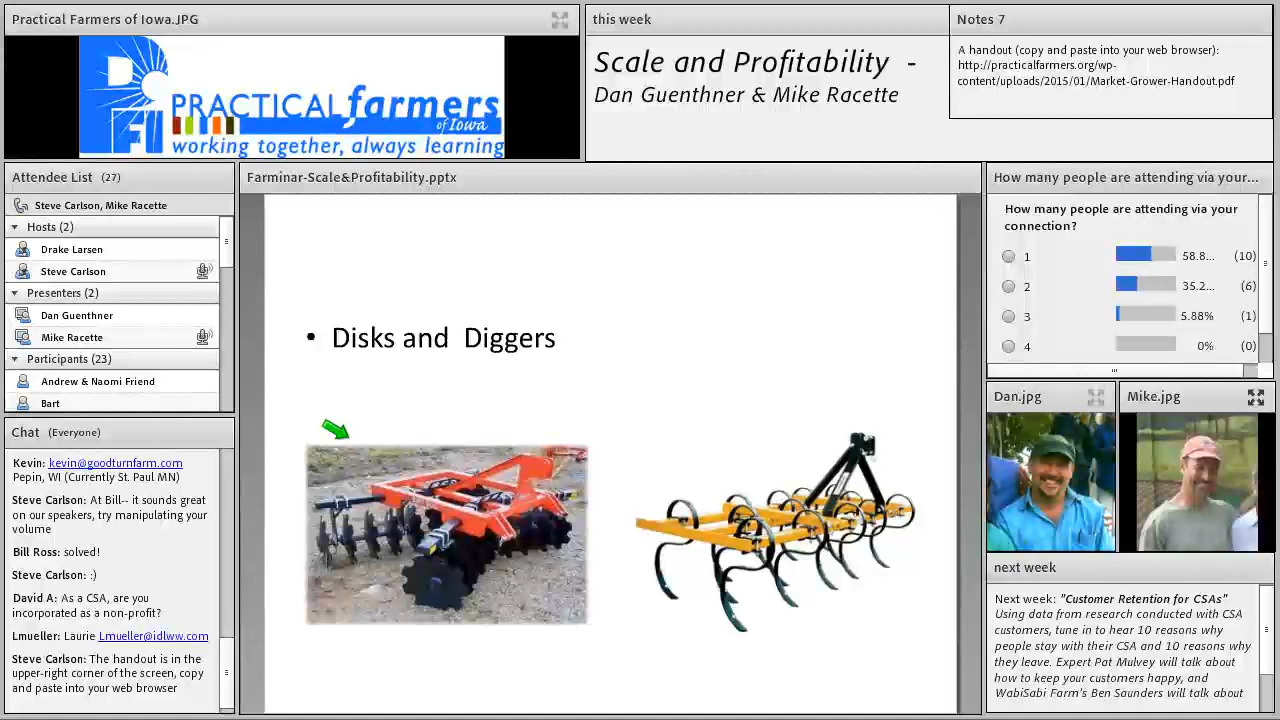 Practical Farmers of Iowa.JPG
PRACTICAL farmers
of Iowa
PFI
working together, always learning
this week
Scale and Profitability -
Dan Guenthner & Mike Racette
Notes 7
A handout (copy and paste into your web browser):
http://practicalfarmers.org/wp-
content/uploads/2015/01/Market-Grower-Handout.pdf
Attendee List (27)
Steve Carlson, Mike Racette
Hosts (2)
Drake Larsen
Steve Carlson
Presenters (2)
Dan Guenthner
Mike Racette
Participants (23)
Andrew & Naomi Friend
Bart
Chat (Everyone)
Kevin: kevin@goodturnfarm.com
Pepin, WI (Currently St. Paul MN)
Steve Carlson: At Bill-- it sounds great
on our speakers, try manipulating your
volume
Bill Ross: solved!
Steve Carlson: :)
David A: As a CSA, are you
incorporated as a non-profit?
Lmueller: Laurie Lmueller@idlww.com
Steve Carlson: The handout is in the
upper-right corner of the screen, copy
and paste into your web browser
Farminar-Scale&Profitability.pptx
• Disks and Diggers
How many people are attending via your...
How many people are attending via your
connection?
1 58.8... (10)
2 35.2... (6)
3 5.88% (1)
4 0% (0)
Dan.jpg
Mike.jpg
next week
Next week: "Customer Retention for CSAs"
Using data from research conducted with CSA
customers, tune in to hear 10 reasons why
people stay with their CSA and 10 reasons why
they leave. Expert Pat Mulvey will talk about
how to keep your customers happy, and
WabiSabi Farm's Ben Saunders will talk about